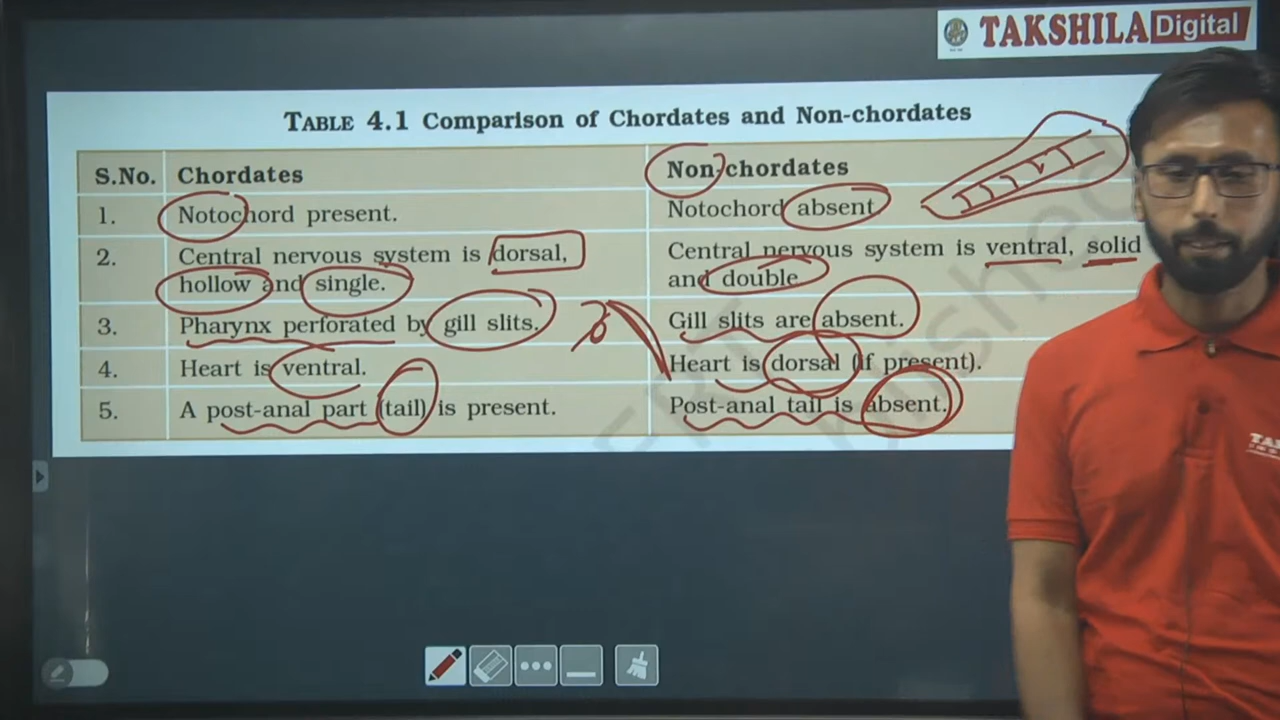 TAKSHILA Digital
TABLE 4.1 Comparison of Chordates and Non-chordates
S.No. Chordates Non-chordates
1. Notochord present. Notochord absent
2. Central nervous system is dorsal, Central nervous system is ventral, solid
hollow and single. and double
3. Pharynx perforated by gill slits. Gill slits are absent.
4. Heart is ventral. Heart is dorsal (if present).
5. A post-anal part (tail) is present. Post-anal tail is absent.